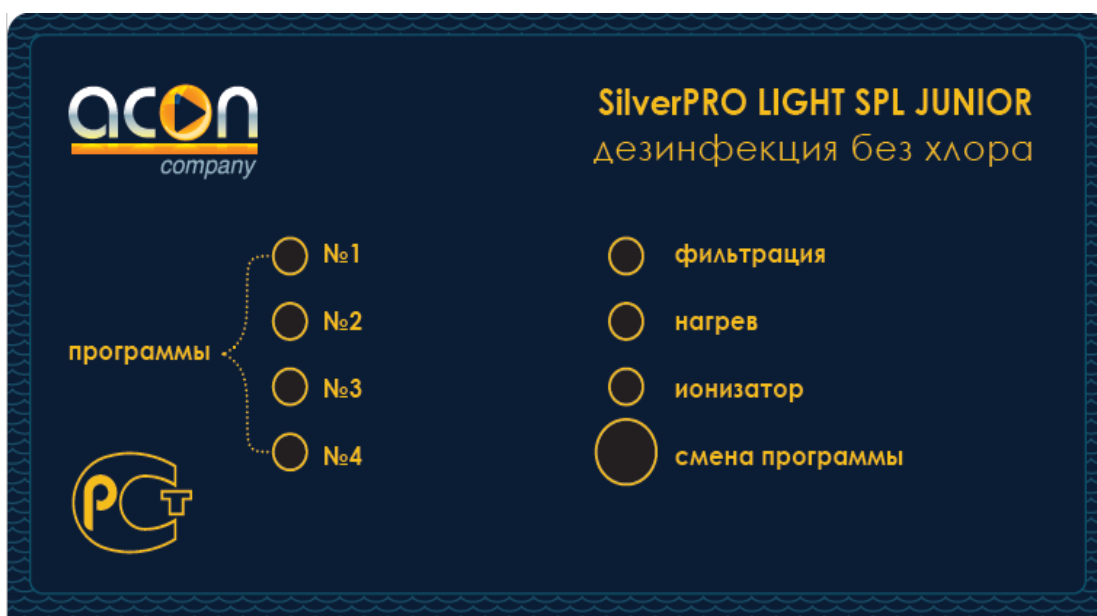 acon
company
SilverPRO LIGHT SPL JUNIOR
дезинфекция без хлора
программы
№1
№2
№3
№4
фильтрация
нагрев
ионизатор
смена программы
РСТ